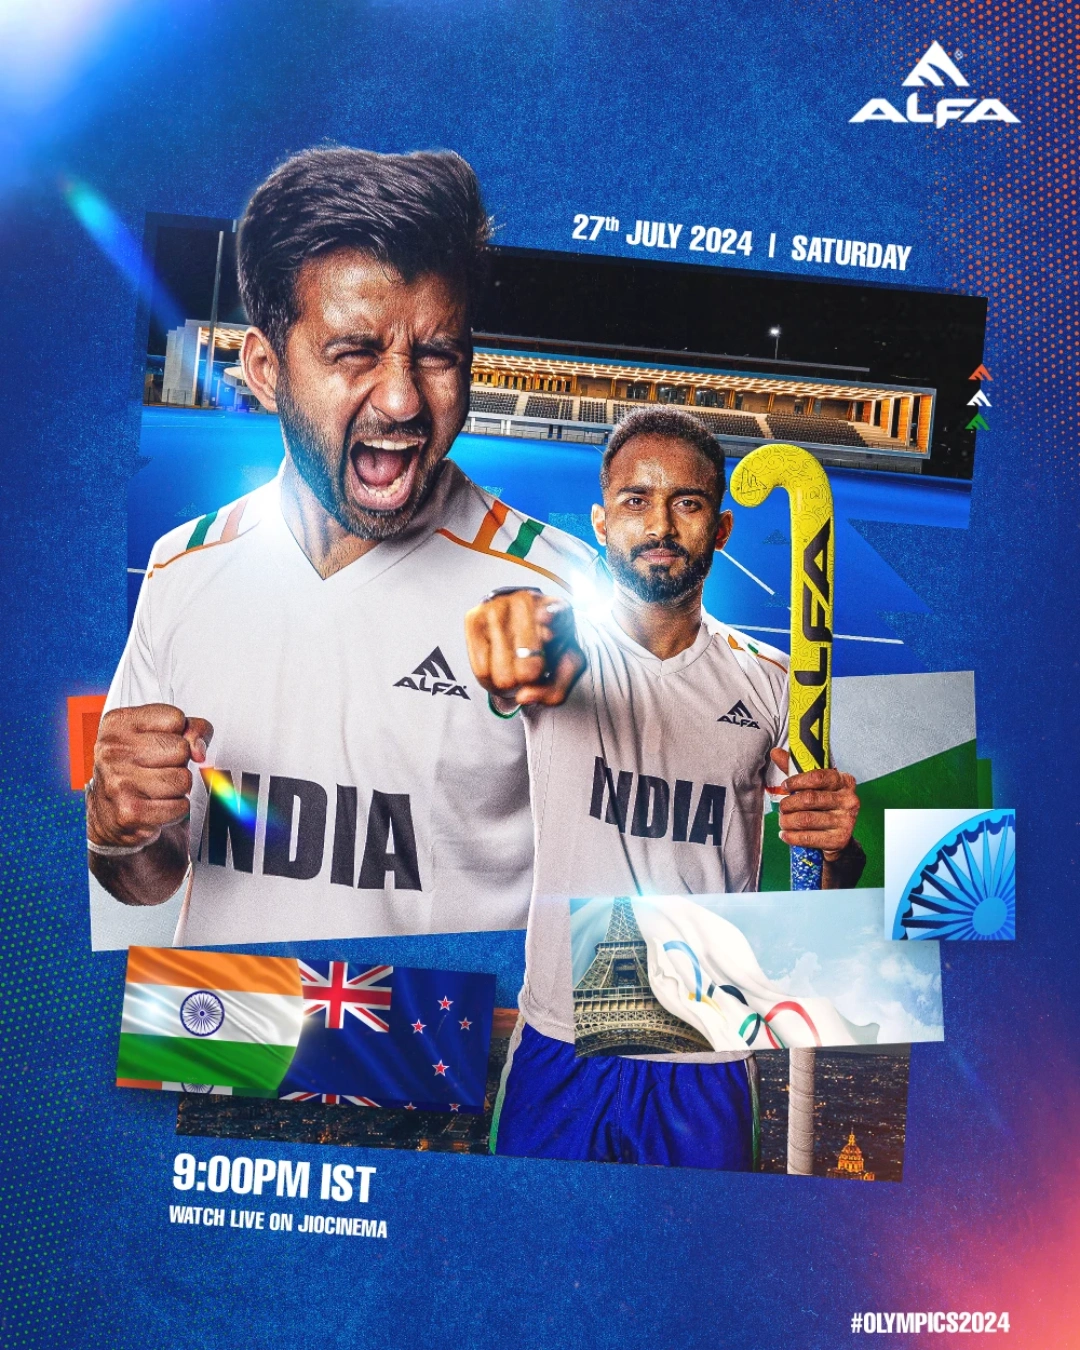 ALFA
27th JULY 2024 | SATURDAY
ALFA
ALFA
ALFA
INDIA
INDIA
9:00PM IST
WATCH LIVE ON JIOCINEMA
#OLYMPICS2024